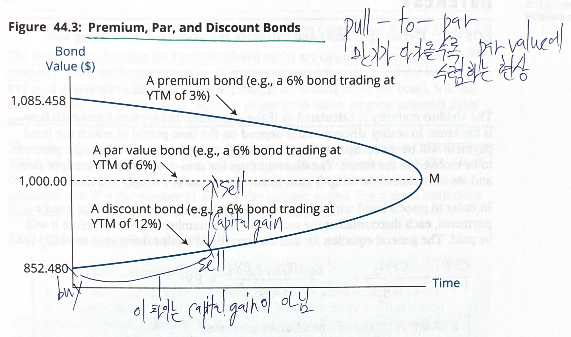 Figure 44.3: Premium, Par, and Discount Bonds
pull-to-par
만기가 다가올수록 par value에
수렴하는 현상
Bond
Value ($)
A premium bond (e.g., a 6% bond trading at
YTM of 3%)
1,085.458
A par value bond (e.g., a 6% bond trading at
YTM of 6%)
1,000.00
M
sell
A discount bond (e.g., a 6% bond trading at
YTM of 12%)
capital gain
sell
852.480
buy
Time
이 차이는 capital gain이 아님